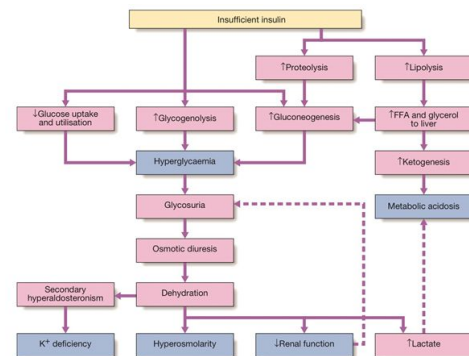 Insufficient insulin
↑Proteolysis
↑Lipolysis
↓Glucose uptake
and utilisation
↑Glycogenolysis
↑Gluconeogenesis
↑FFA and glycerol
to liver
Hyperglycaemia
↑Ketogenesis
Glycosuria
Metabolic acidosis
Osmotic diuresis
Secondary
hyperaldosteronism
Dehydration
K⁺ deficiency
Hyperosmolarity
↓Renal function
↑Lactate